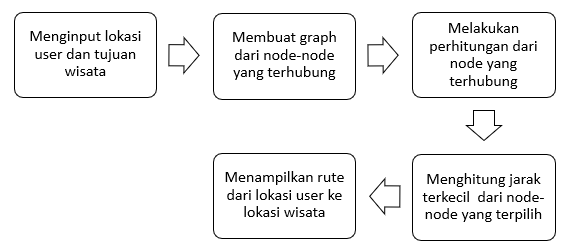 Menginput lokasi
user dan tujuan
wisata
Membuat graph
dari node-node
yang terhubung
Melakukan
perhitungan dari
node yang
terhubung
Menghitung jarak
terkecil dari node-
node yang terpilih
Menampilkan rute
dari lokasi user ke
lokasi wisata